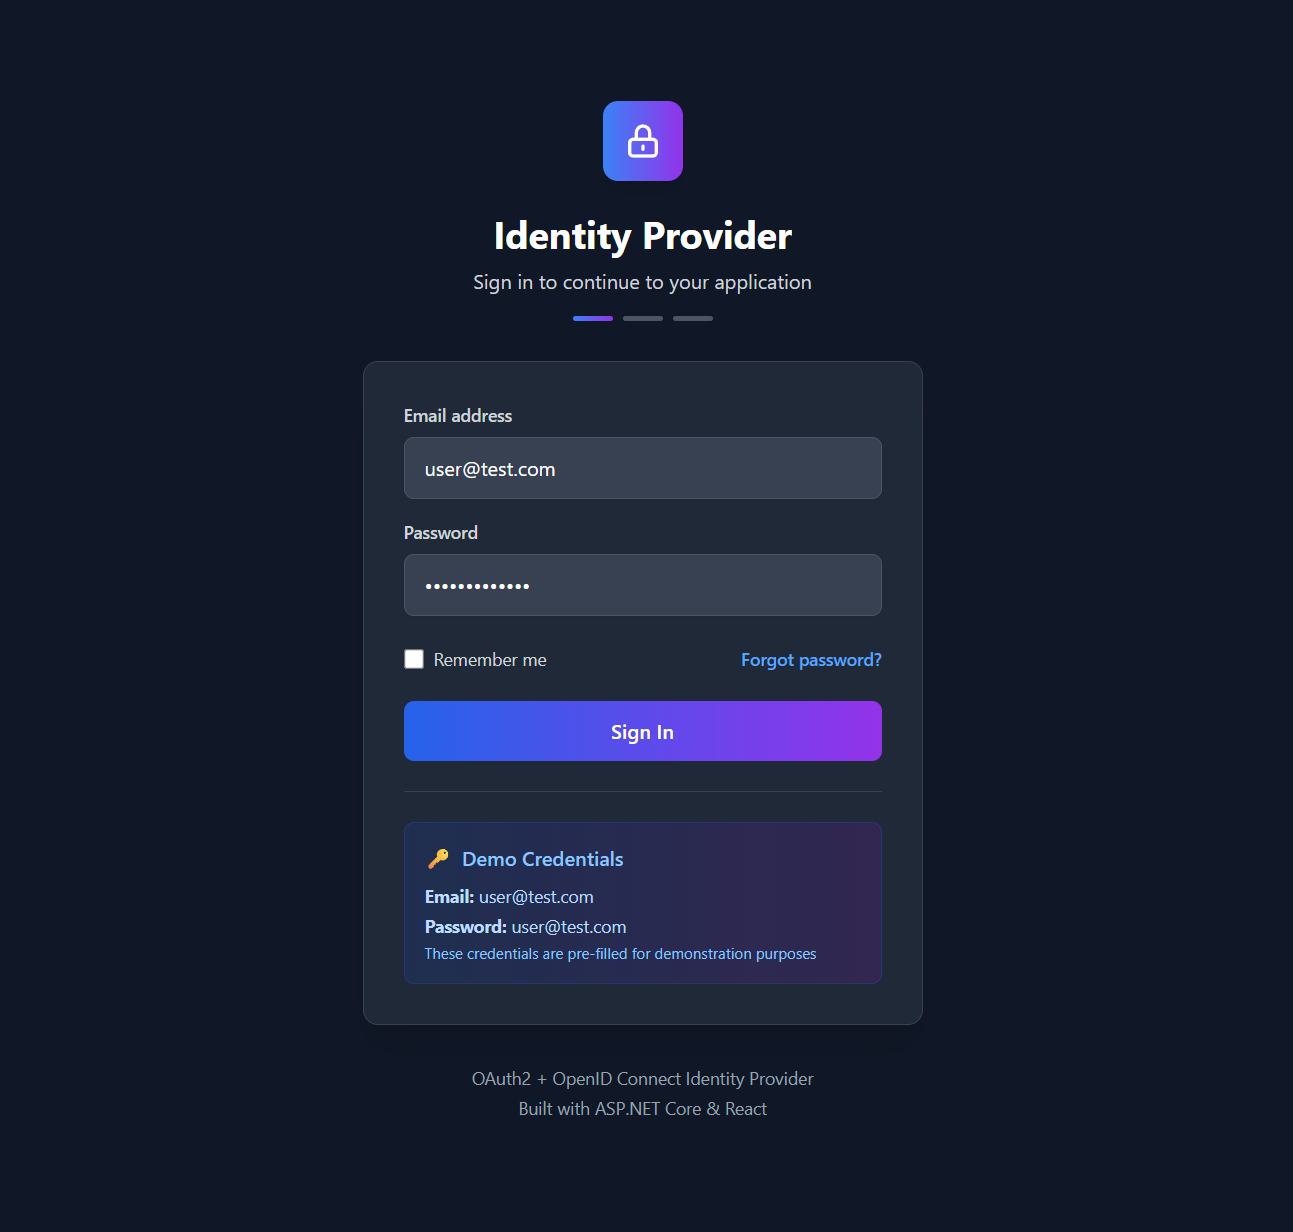 Identity Provider
Sign in to continue to your application
Email address
user@test.com
Password
•••••••••••••
Remember me
Forgot password?
Sign In
🔑 Demo Credentials
Email: user@test.com
Password: user@test.com
These credentials are pre-filled for demonstration purposes
OAuth2 + OpenID Connect Identity Provider
Built with ASP.NET Core & React